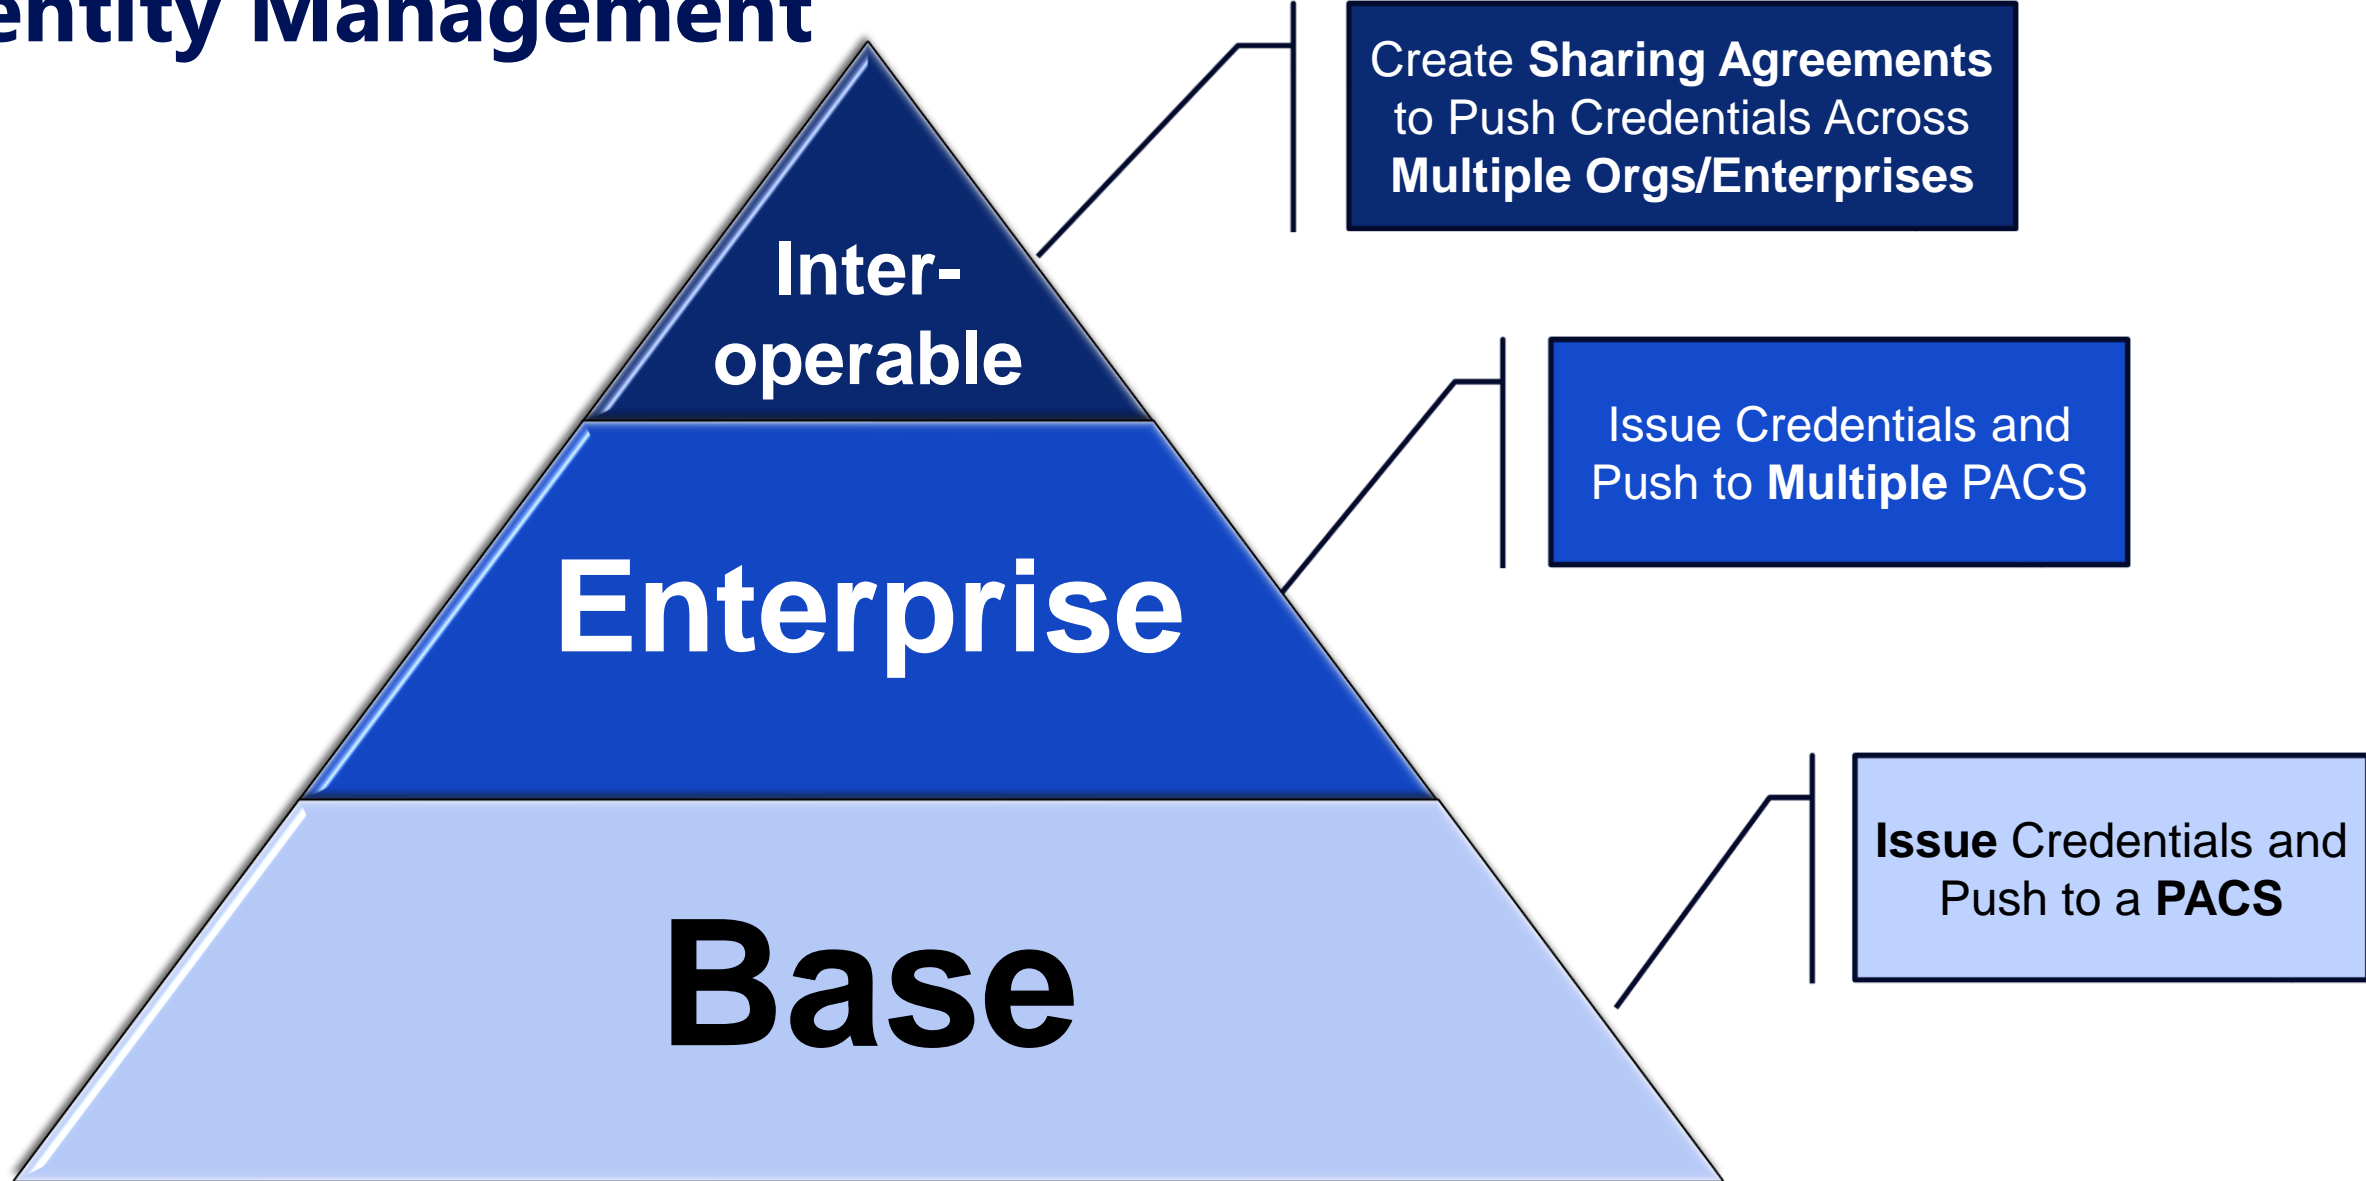 entity Management
Create Sharing Agreements
to Push Credentials Across
Multiple Orgs/Enterprises
Inter-
operable
Issue Credentials and
Push to Multiple PACS
Enterprise
Issue Credentials and
Push to a PACS
Base